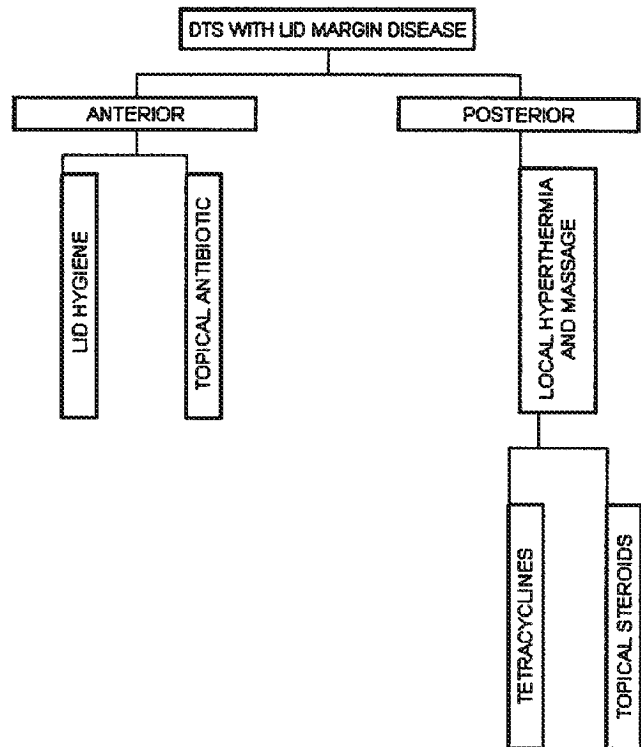 DTS WITH LID MARGIN DISEASE
ANTERIOR
POSTERIOR
LID HYGIENE
TOPICAL ANTIBIOTIC
LOCAL HYPERTHERMIA
AND MASSAGE
TETRACYCLINES
TOPICAL STEROIDS